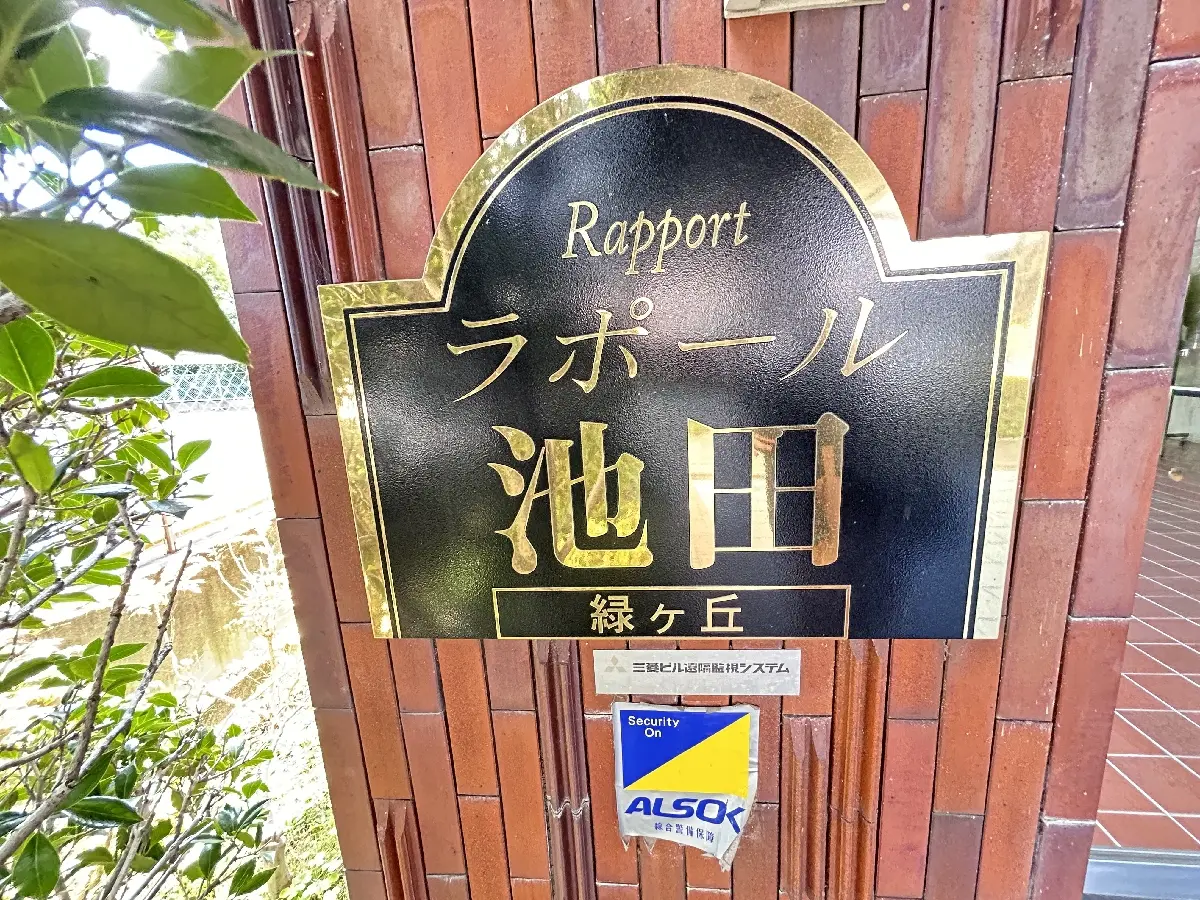 Rapport
ラポール
池田
緑ヶ丘
三菱ビル遠隔監視システム
Security
On
ALSOK
綜合警備保障